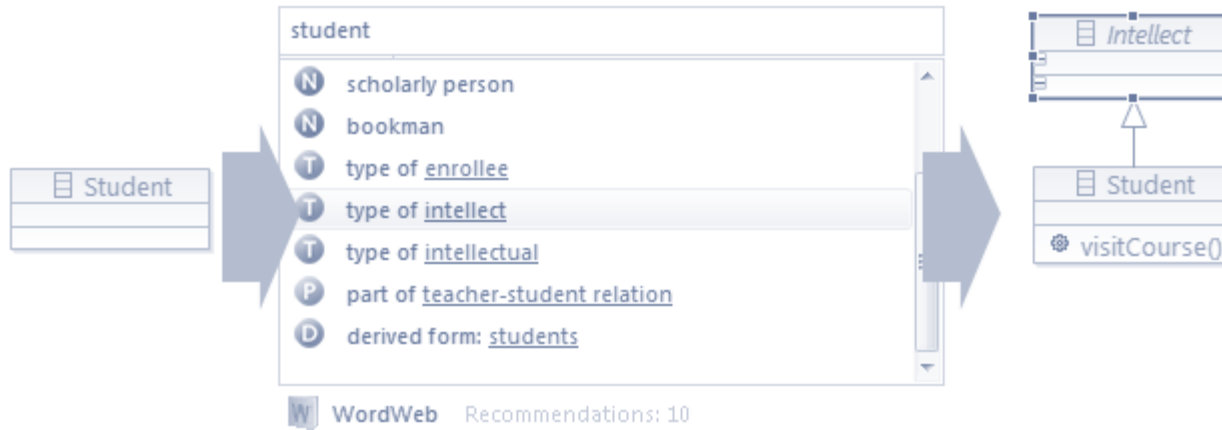 Student
student
N scholarly person
N bookman
T type of enrollee
T type of intellect
T type of intellectual
P part of teacher-student relation
D derived form: students
W WordWeb Recommendations: 10
Intellect
Student
visitCourse()